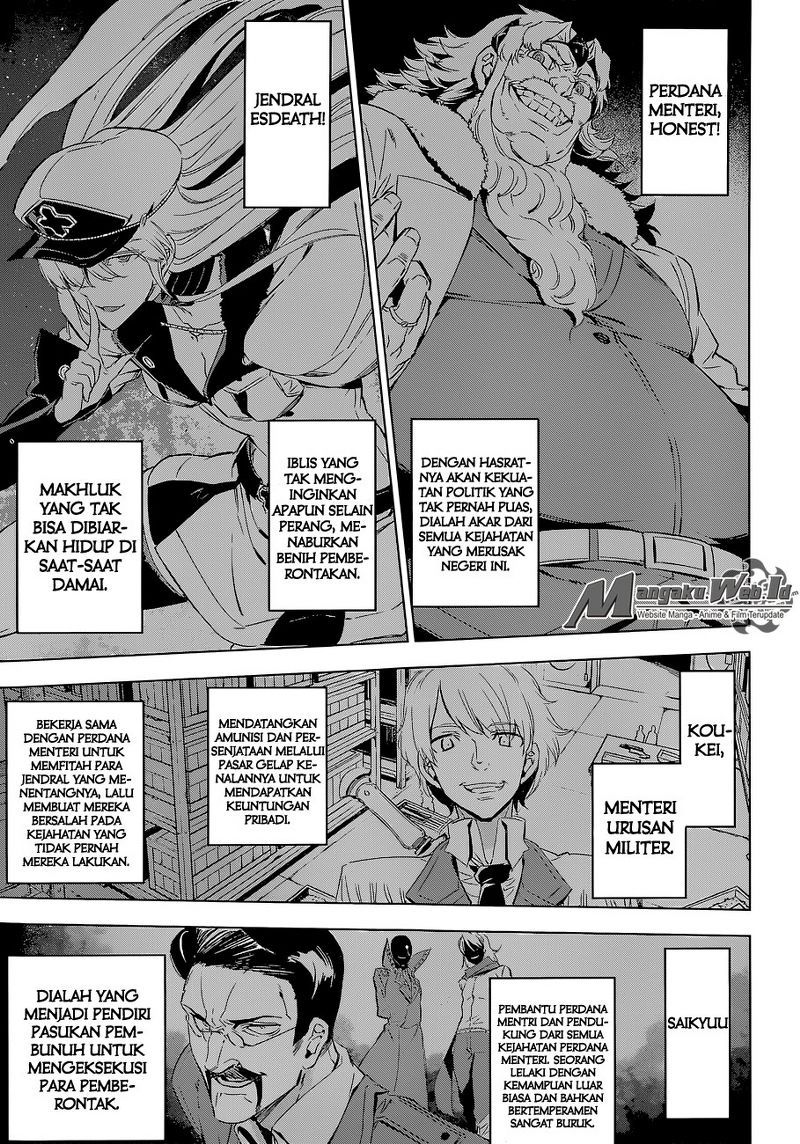 PERDANA
MENTERI,
HONEST!
DENGAN HASRAT-
NYA AKAN KEKUA-
TAN POLITIK YANG
TAK PERNAH PUAS,
DIALAH AKAR DARI
SEMUA KEJAHATAN
YANG MERUSAK
NEGERI INI.
JENDRAL
ESDEATH!
IBLIS YANG
TAK MENG-
INGINKAN
APAPUN SELAIN
PERANG, ME-
NABURKAN
BENIH PEMBE-
RONTAKAN.
MAKHLUK
YANG TAK
BISA DIBIAR-
KAN HIDUP DI
SAAT-SAAT
DAMAI.
Mangaku.Web.Id
Website Manga - Anime & Film Terupdate
KOU-
KEI,
MENTERI
URUSAN
MILITER.
MENDATANGKAN
AMUNISI DAN PER-
SENJATAAN MELALUI
PASAR GELAP KE-
NALANNYA UNTUK
MENDAPATKAN
KEUNTUNGAN
PRIBADI.
BEKERJA SAMA
DENGAN PERDANA
MENTERI UNTUK
MEMFITAH PARA
JENDRAL YANG ME-
NENTANGNYA, LALU
MEMBUAT MEREKA
BERSALAH PADA
KEJAHATAN YANG
TIDAK PERNAH
MEREKA LAKUKAN.
SAIKYUU
PEMBANTU PERDANA
MENTRI DAN PENDU-
KUNG DARI SEMUA
KEJAHATAN PERDANA
MENTERI. SEORANG
LELAKI DENGAN
KEMAMPUAN LUAR
BIASA DAN BAHKAN
BERTEMPERAMEN
SANGAT BURUK.
DIALAH YANG
MENJADI PENDIRI
PASUKAN PEM-
BUNUH UNTUK
MENGEKSEKUSI
PARA PEMBE-
RONTAK.